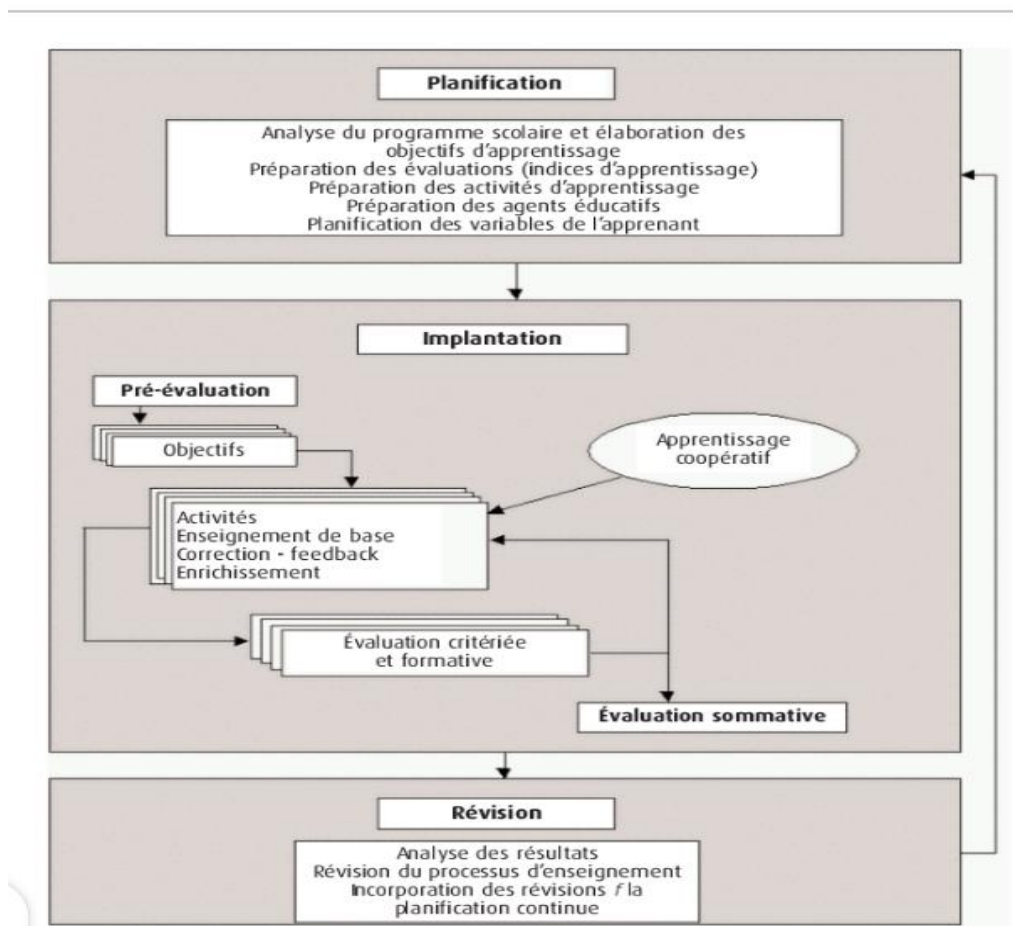 Planification
Analyse du programme scolaire et élaboration des
objectifs d'apprentissage
Préparation des évaluations (indices d'apprentissage)
Préparation des activités d'apprentissage
Préparation des agents éducatifs
Planification des variables de l'apprenant
Implantation
Pré-évaluation
Objectifs
Apprentissage
coopératif
Activités
Enseignement de base
Correction - feedback
Enrichissement
Évaluation critériée
et formative
Évaluation sommative
Révision
Analyse des résultats
Révision du processus d'enseignement
Incorporation des révisions f la
planification continue